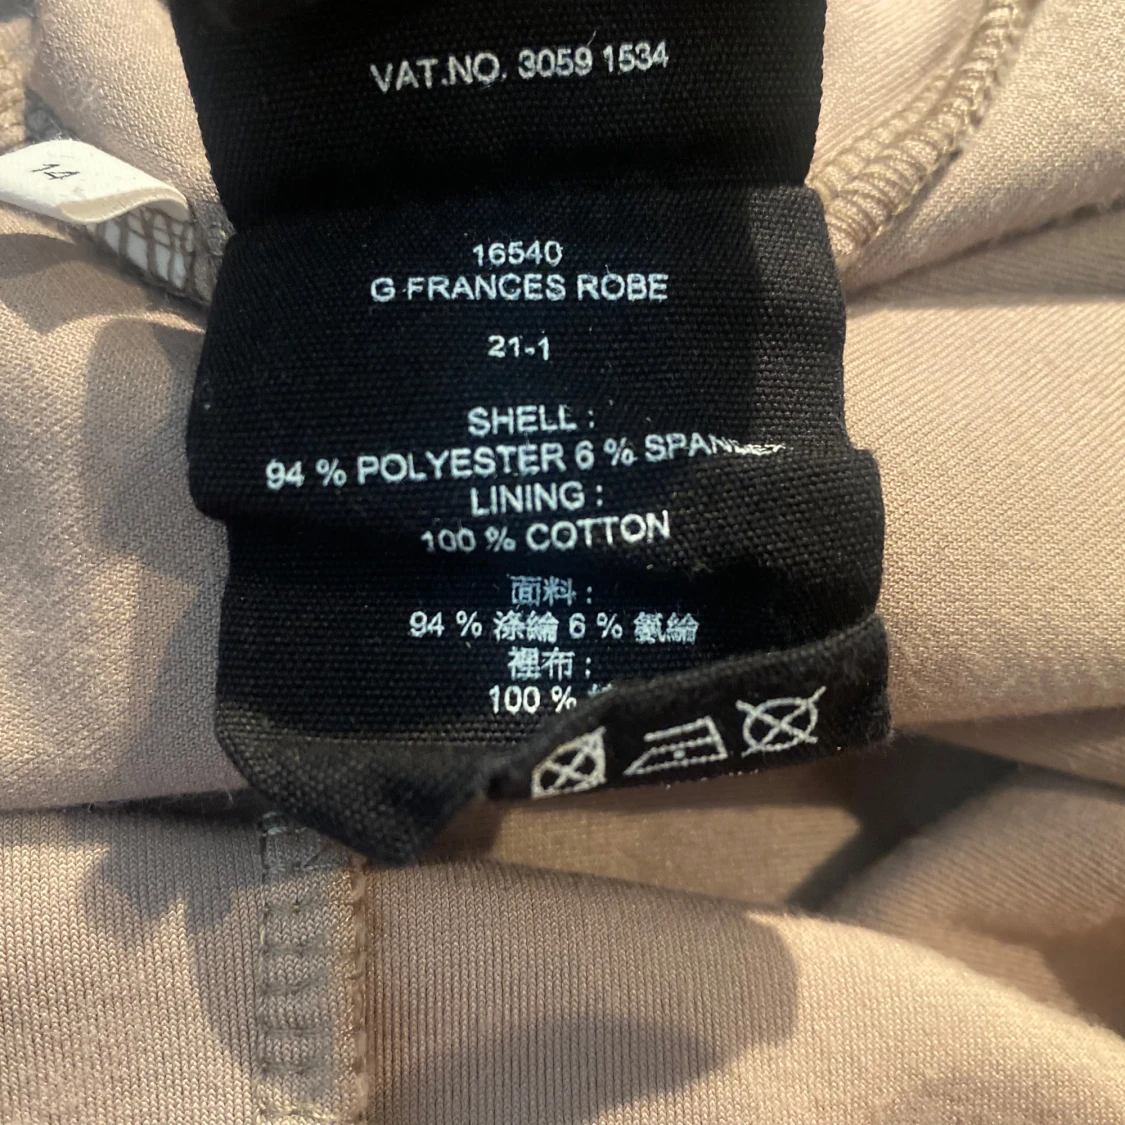 VAT.NO. 3059 1534
14
16540
G-FRANCES ROBE
21-1
SHELL :
94 % POLYESTER 6 % SPANDEX
LINING :
100 % COTTON
面料 :
94 % 涤綸 6 % 氨綸
裡布 :
100 %